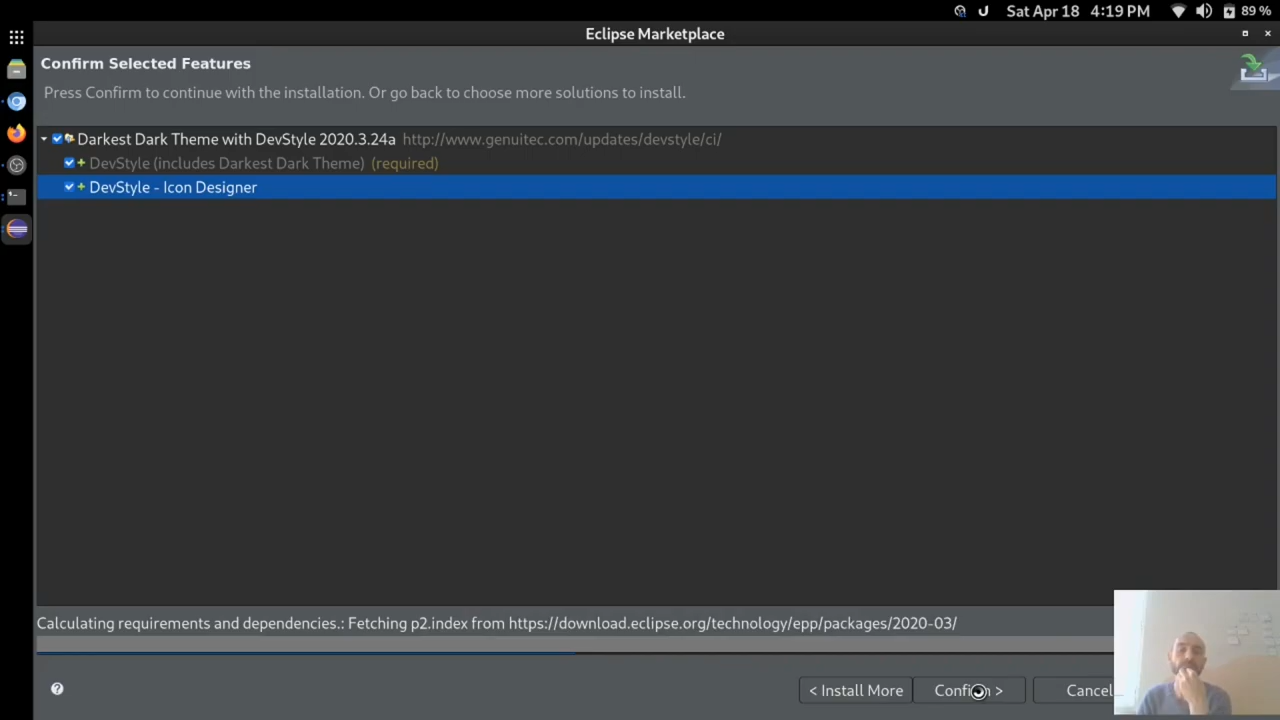 Sat Apr 18 4:19 PM 89 %
Eclipse Marketplace
Confirm Selected Features
Press Confirm to continue with the installation. Or go back to choose more solutions to install.
Darkest Dark Theme with DevStyle 2020.3.24a http://www.genuitec.com/updates/devstyle/ci/
DevStyle (includes Darkest Dark Theme) (required)
DevStyle - Icon Designer
Calculating requirements and dependencies.: Fetching p2.index from https://download.eclipse.org/technology/epp/packages/2020-03/
< Install More Confirm > Cancel